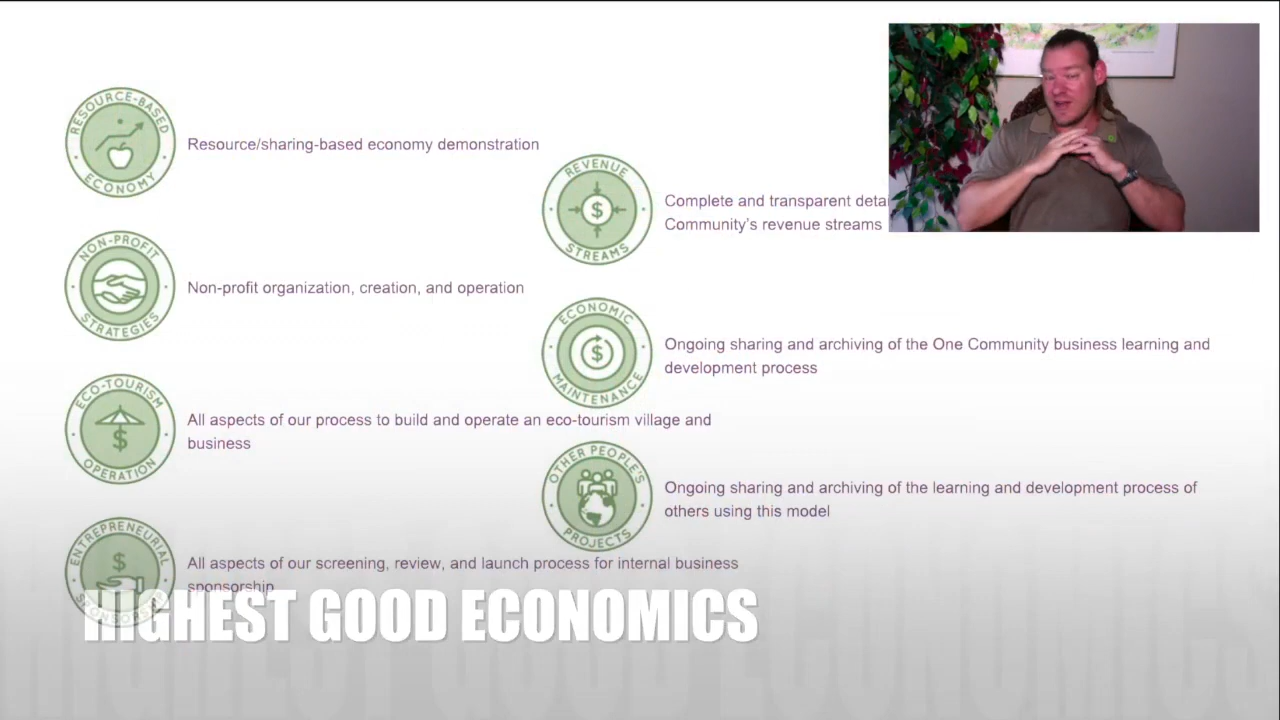 RESOURCE-BASED
ECONOMY
Resource/sharing-based economy demonstration
NON-PROFIT
STRATEGIES
Non-profit organization, creation, and operation
ECO-TOURISM
$
OPERATION
All aspects of our process to build and operate an eco-tourism village and
business
ENTREPRENEURIAL
$
SPONSORSHIP
All aspects of our screening, review, and launch process for internal business
sponsorship
REVENUE
$
STREAMS
Complete and transparent
Community's revenue streams
ECONOMIC
$
MAINTENANCE
Ongoing sharing and archiving of the One Community business learning and
development process
OTHER PEOPLE'S
PROJECTS
Ongoing sharing and archiving of the learning and development process of
others using this model
HIGHEST GOOD ECONOMICS
HIGHEST GOOD ECONOMICS